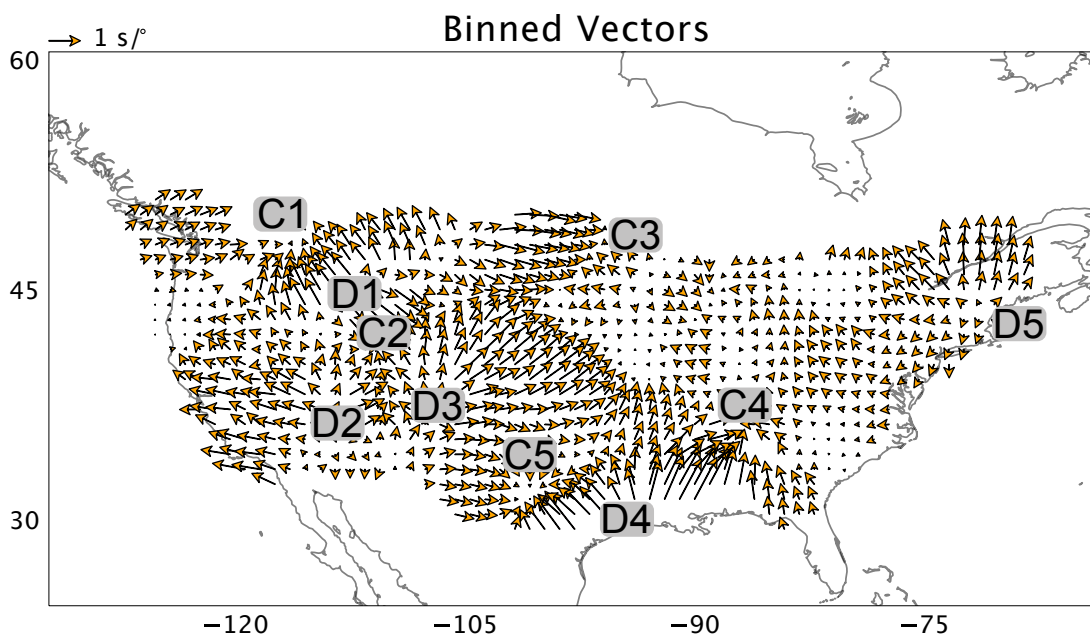 Binned Vectors
1 s/°
60
45
30
C1
C3
D1
C2
D5
D2
D3
C4
C5
D4
−120
−105
−90
−75